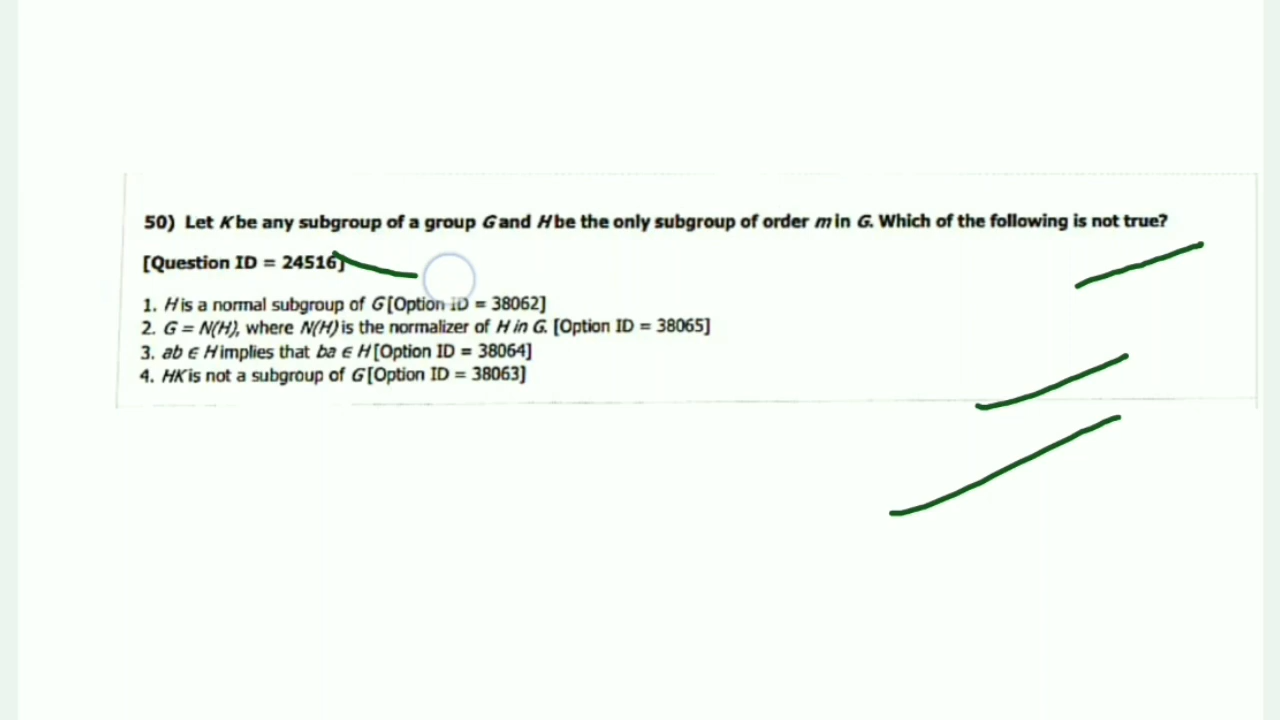 50) Let K be any subgroup of a group G and H be the only subgroup of order m in G. Which of the following is not true?
[Question ID = 24516]
1. H is a normal subgroup of G [Option ID = 38062]
2. G = N(H), where N(H) is the normalizer of H in G. [Option ID = 38065]
3. ab ∈ H implies that ba ∈ H [Option ID = 38064]
4. HK is not a subgroup of G [Option ID = 38063]